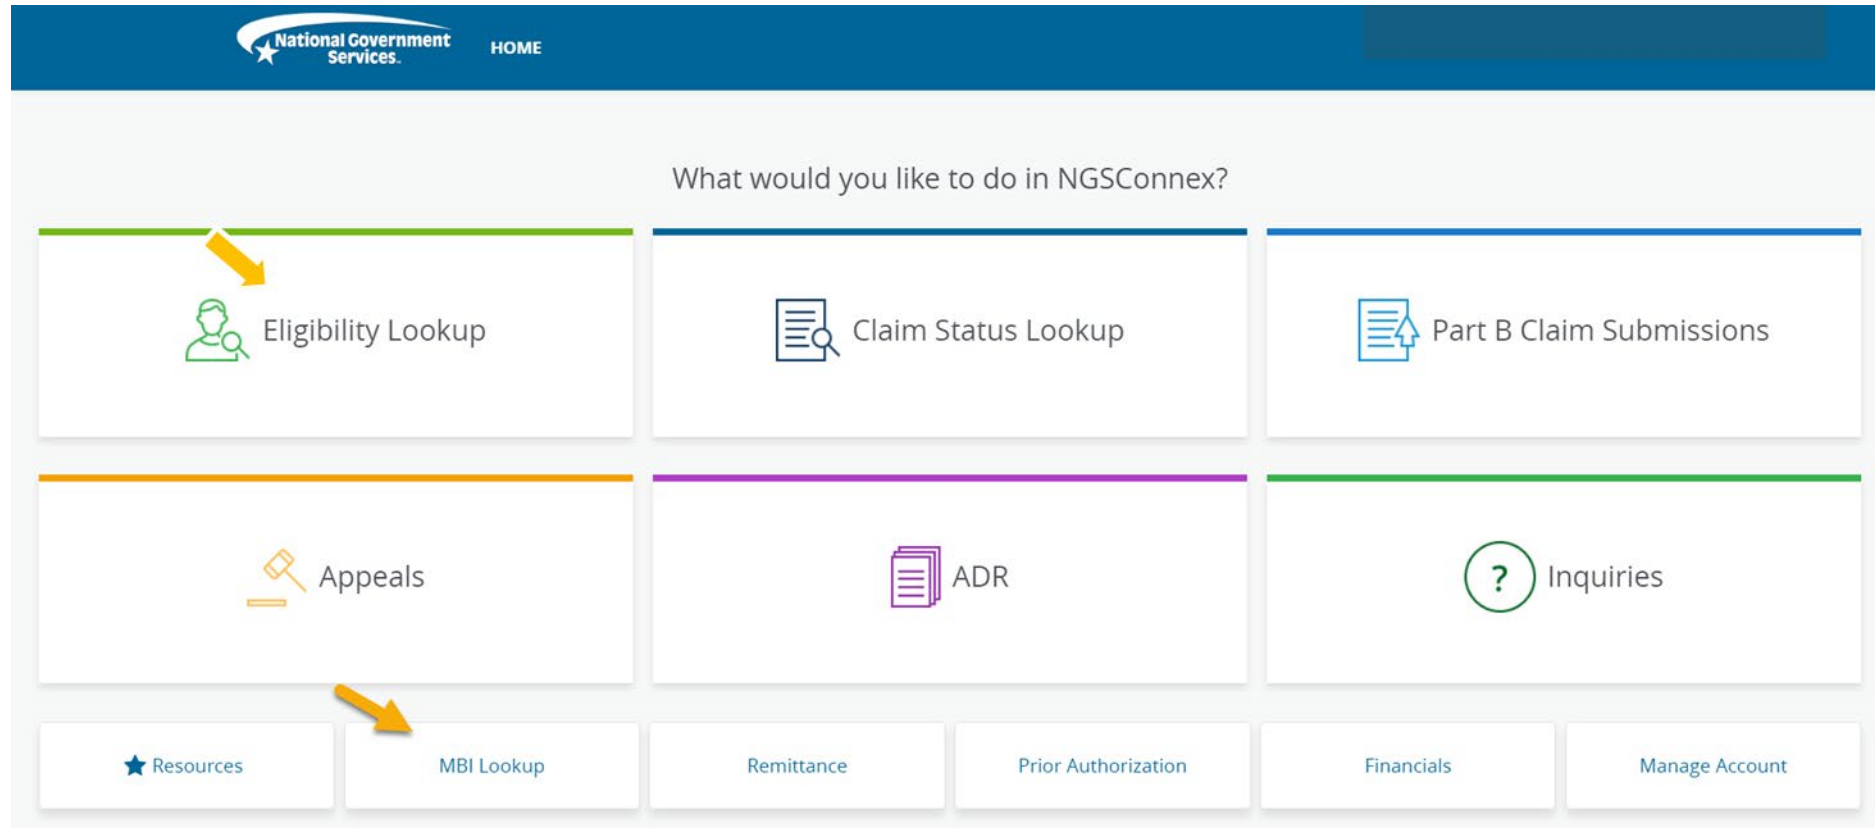 National Government
Services.
HOME
What would you like to do in NGSConnex?
Eligibility Lookup
Claim Status Lookup
Part B Claim Submissions
Appeals
ADR
?
Inquiries
Resources
MBI Lookup
Remittance
Prior Authorization
Financials
Manage Account